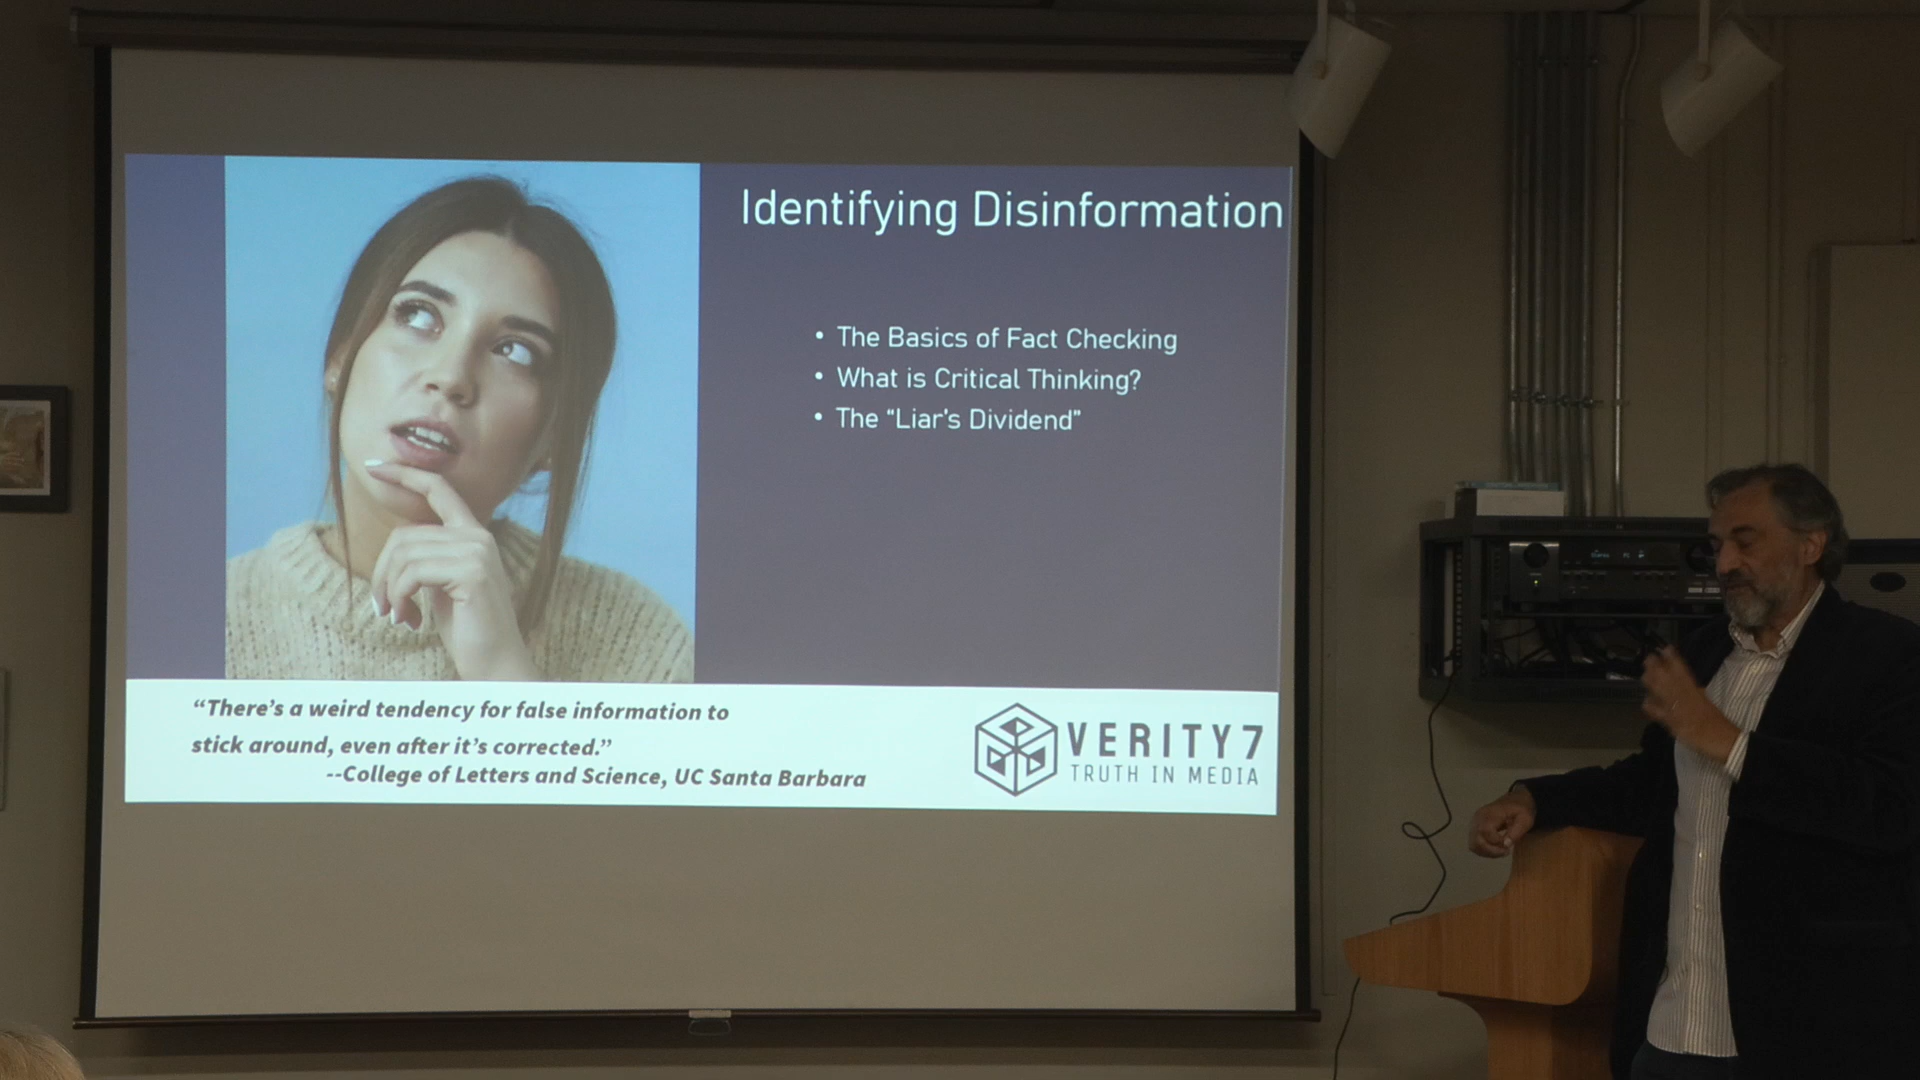 Identifying Disinformation
• The Basics of Fact Checking
• What is Critical Thinking?
• The “Liar's Dividend”
“There’s a weird tendency for false information to
stick around, even after it’s corrected.”
--College of Letters and Science, UC Santa Barbara
VERITY7
TRUTH IN MEDIA